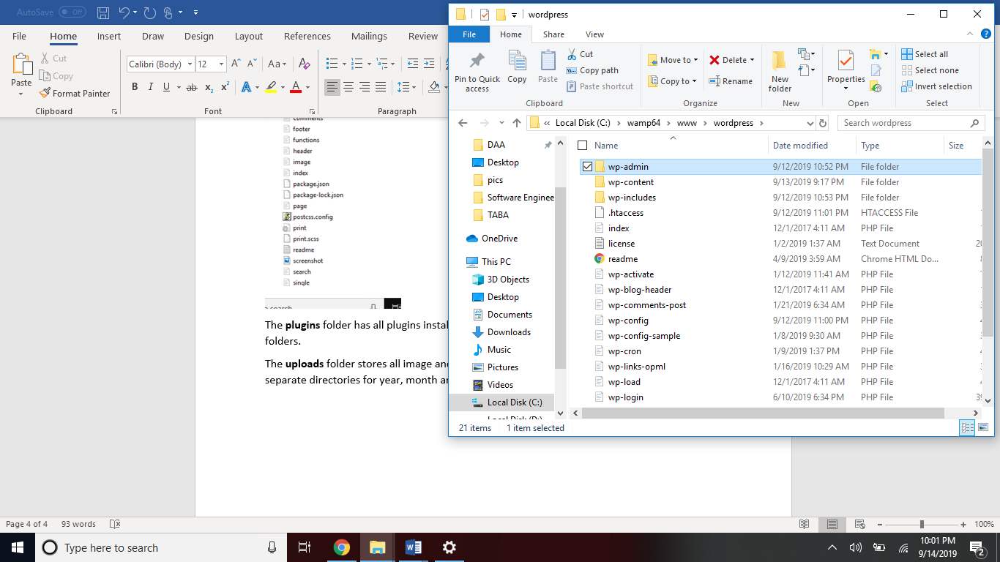 AutoSave Off
File Home Insert Draw Design Layout References Mailings Review
Paste
Cut
Copy
Format Painter
Clipboard
Calibri (Body) 12 Aa
B I U ab x₂ x² A A
Font
Paragraph
comments
footer
functions
header
image
index
package.json
package-lock.json
page
postcss.config
print
print.scss
readme
screenshot
search
single
search
The plugins folder has all plugins instal
folders.
The uploads folder stores all image and
separate directories for year, month
Page 4 of 4 93 words
100%
wordpress
File Home Share View
Pin to Quick access
Copy
Paste
Cut
Copy path
Paste shortcut
Clipboard
Move to
Copy to
Delete
Rename
Organize
New folder
New
Properties
Open
Select all
Select none
Invert selection
Select
« Local Disk (C:) › wamp64 › www › wordpress ›
Search wordpress
DAA
Desktop
pics
Software Enginee
TABA
OneDrive
This PC
3D Objects
Desktop
Documents
Downloads
Music
Pictures
Videos
Local Disk (C:)
Local Disk (D:)
Name Date modified Type Size
wp-admin 9/12/2019 10:52 PM File folder
wp-content 9/13/2019 9:17 PM File folder
wp-includes 9/12/2019 10:53 PM File folder
.htaccess 9/12/2019 11:01 PM HTACCESS File
index 12/1/2017 4:11 AM PHP File
license 1/2/2019 1:37 AM Text Document
readme 4/9/2019 3:59 AM Chrome HTML Do...
wp-activate 1/12/2019 11:41 AM PHP File
wp-blog-header 12/1/2017 4:11 AM PHP File
wp-comments-post 1/21/2019 6:34 AM PHP File
wp-config 9/12/2019 11:00 PM PHP File
wp-config-sample 1/8/2019 9:30 AM PHP File
wp-cron 1/9/2019 1:37 PM PHP File
wp-links-opml 1/16/2019 10:29 AM PHP File
wp-load 12/1/2017 4:11 AM PHP File
wp-login 6/10/2019 6:34 PM PHP File
21 items 1 item selected
Type here to search
10:01 PM
9/14/2019
2